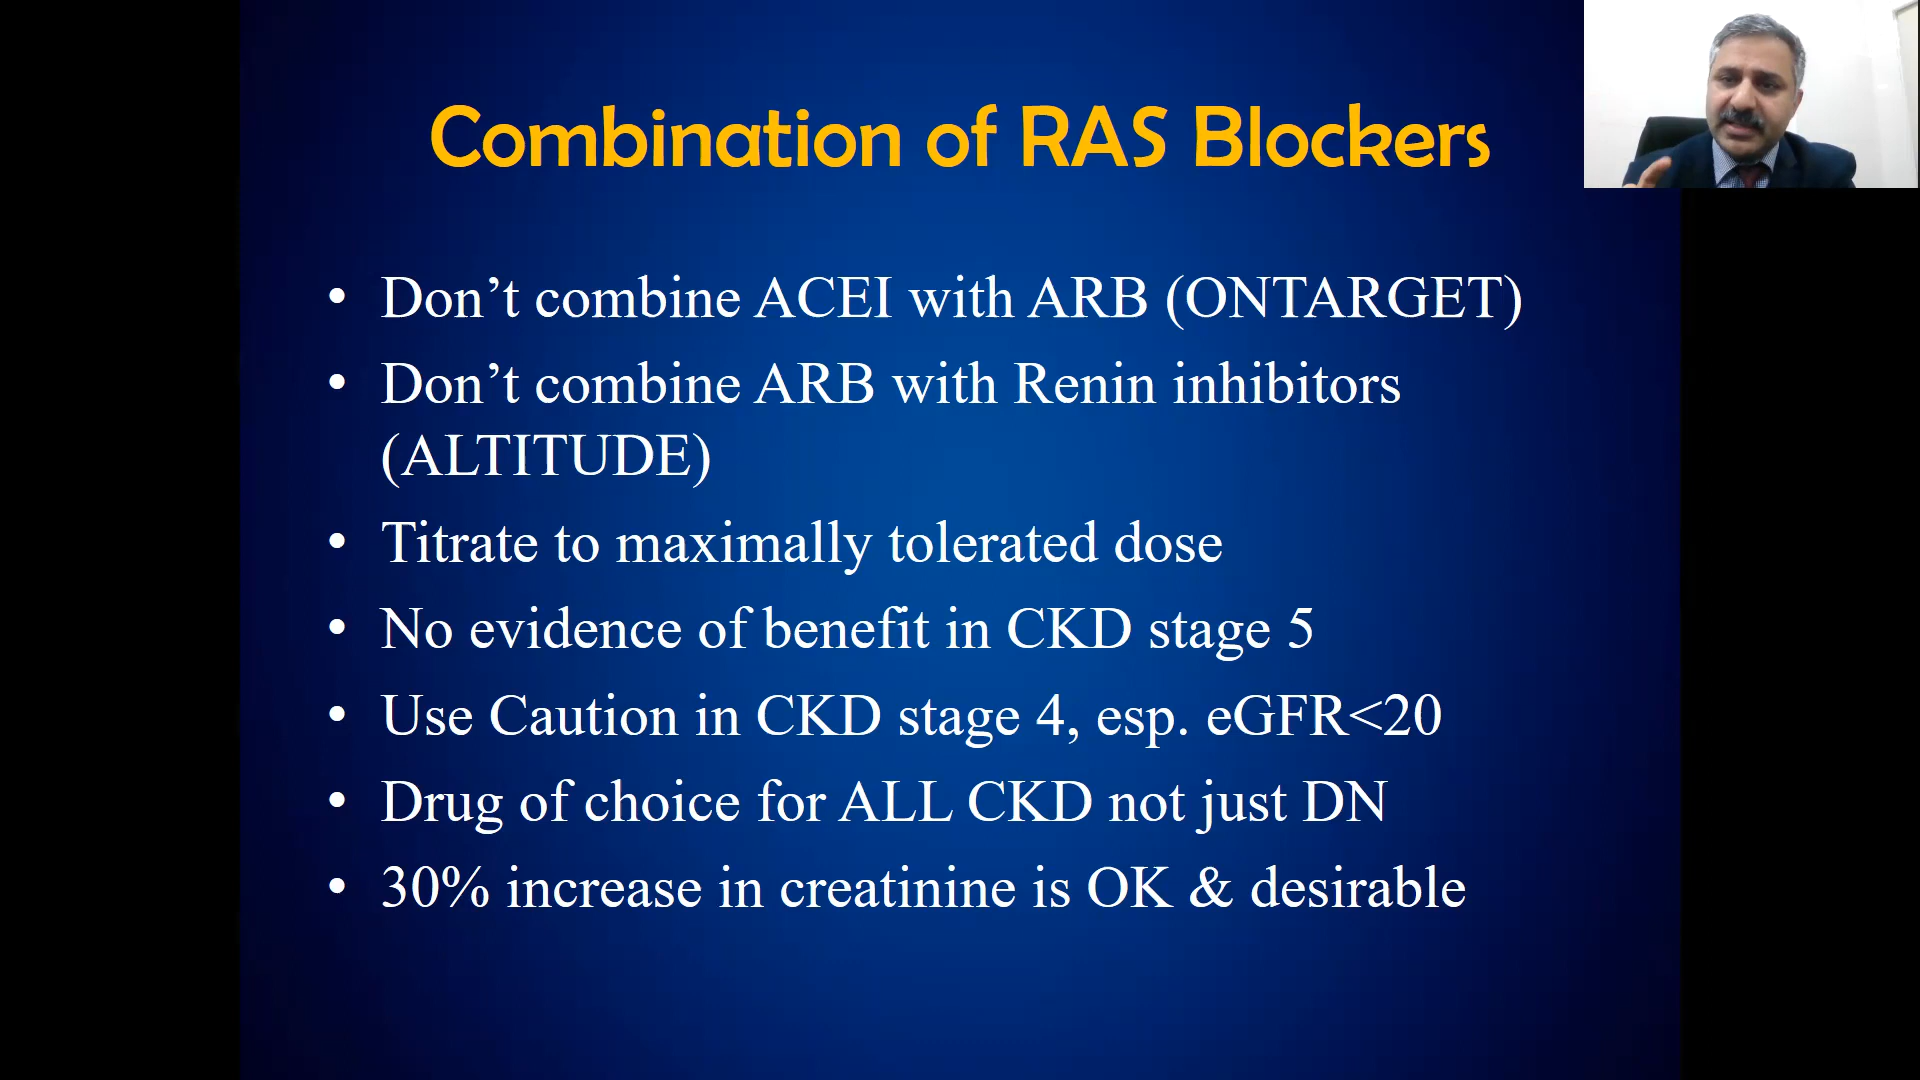 Combination of RAS Blockers
• Don’t combine ACEI with ARB (ONTARGET)
• Don’t combine ARB with Renin inhibitors
(ALTITUDE)
• Titrate to maximally tolerated dose
• No evidence of benefit in CKD stage 5
• Use Caution in CKD stage 4, esp. eGFR<20
• Drug of choice for ALL CKD not just DN
• 30% increase in creatinine is OK & desirable